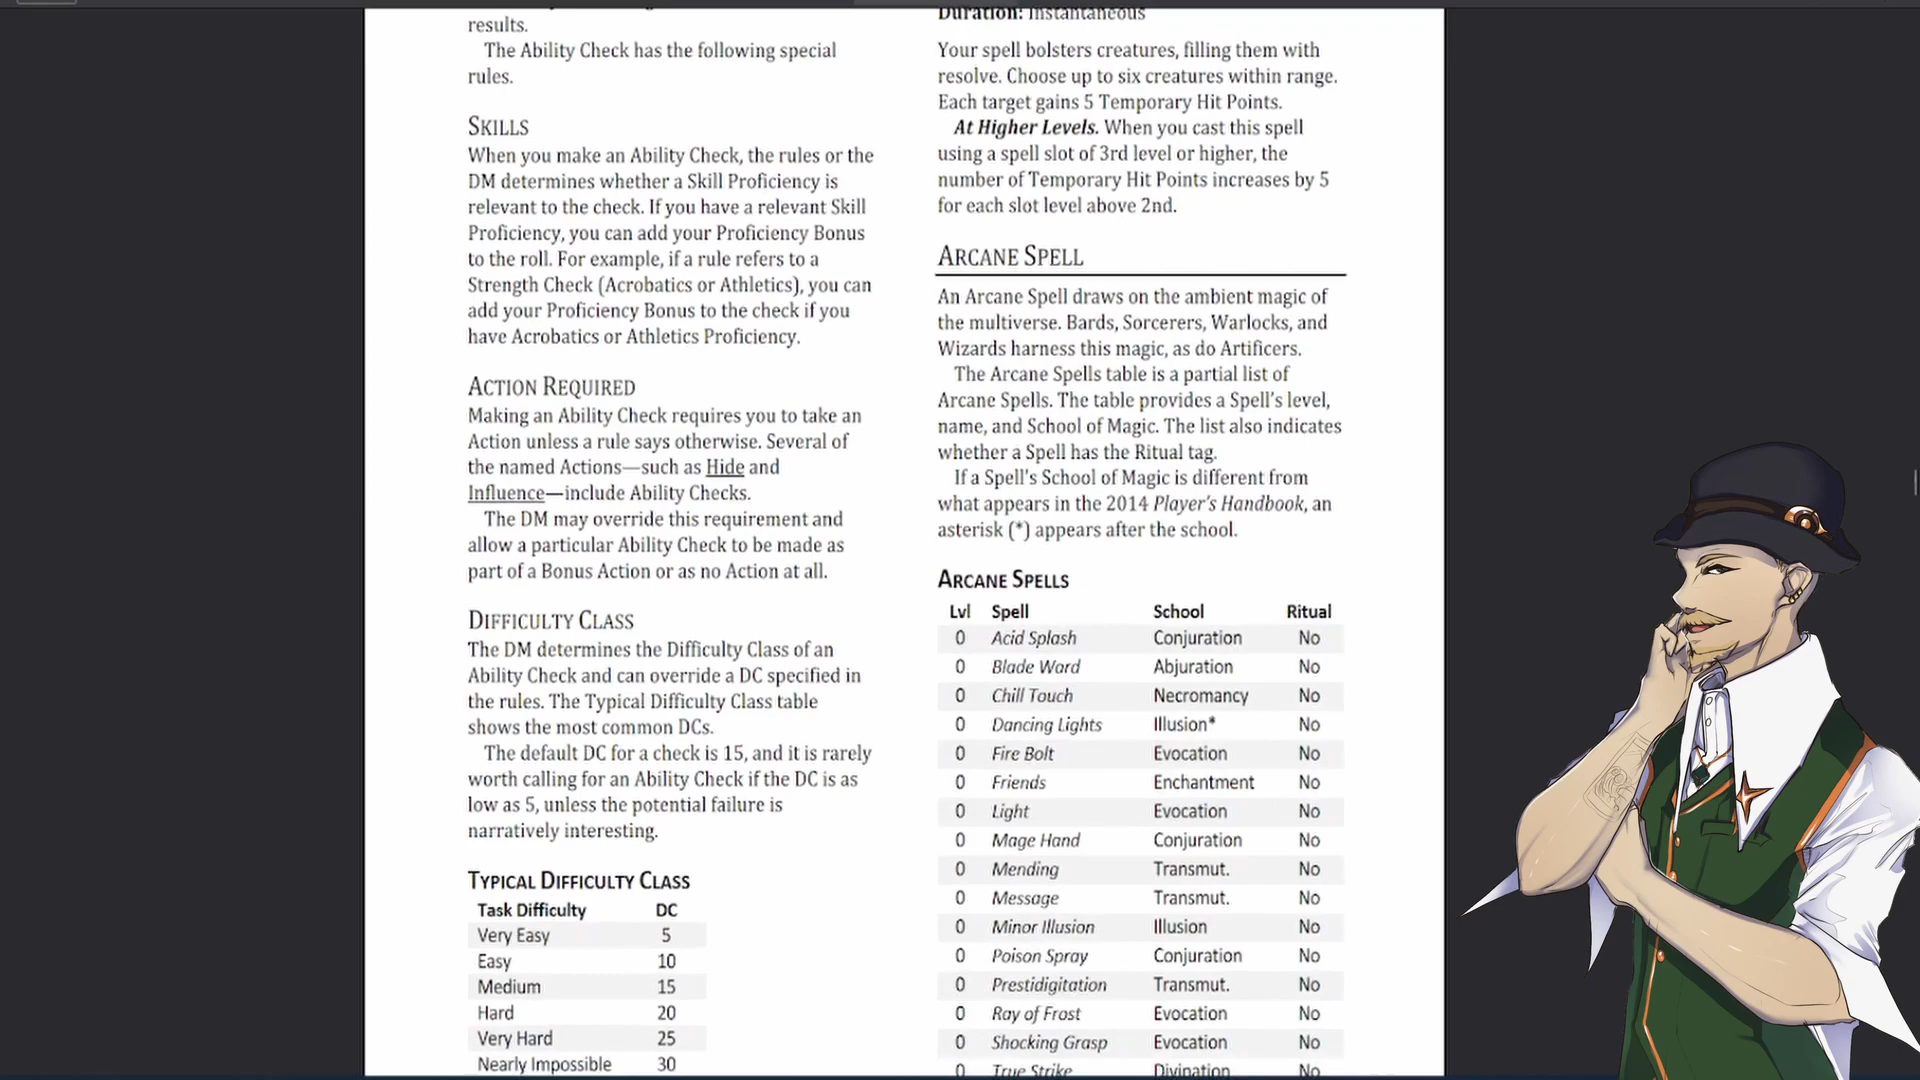 results.
The Ability Check has the following special
rules.
SKILLS
When you make an Ability Check, the rules or the
DM determines whether a Skill Proficiency is
relevant to the check. If you have a relevant Skill
Proficiency, you can add your Proficiency Bonus
to the roll. For example, if a rule refers to a
Strength Check (Acrobatics or Athletics), you can
add your Proficiency Bonus to the check if you
have Acrobatics or Athletics Proficiency.
ACTION REQUIRED
Making an Ability Check requires you to take an
Action unless a rule says otherwise. Several of
the named Actions—such as Hide and
Influence—include Ability Checks.
The DM may override this requirement and
allow a particular Ability Check to be made as
part of a Bonus Action or as no Action at all.
DIFFICULTY CLASS
The DM determines the Difficulty Class of an
Ability Check and can override a DC specified in
the rules. The Typical Difficulty Class table
shows the most common DCs.
The default DC for a check is 15, and it is rarely
worth calling for an Ability Check if the DC is as
low as 5, unless the potential failure is
narratively interesting.
TYPICAL DIFFICULTY CLASS
Task Difficulty DC
Very Easy 5
Easy 10
Medium 15
Hard 20
Very Hard 25
Nearly Impossible 30
Duration: Instantaneous
Your spell bolsters creatures, filling them with
resolve. Choose up to six creatures within range.
Each target gains 5 Temporary Hit Points.
At Higher Levels. When you cast this spell
using a spell slot of 3rd level or higher, the
number of Temporary Hit Points increases by 5
for each slot level above 2nd.
ARCANE SPELL
An Arcane Spell draws on the ambient magic of
the multiverse. Bards, Sorcerers, Warlocks, and
Wizards harness this magic, as do Artificers.
The Arcane Spells table is a partial list of
Arcane Spells. The table provides a Spell's level,
name, and School of Magic. The list also indicates
whether a Spell has the Ritual tag.
If a Spell's School of Magic is different from
what appears in the 2014 Player's Handbook, an
asterisk (*) appears after the school.
ARCANE SPELLS
Lvl Spell School Ritual
0 Acid Splash Conjuration No
0 Blade Ward Abjuration No
0 Chill Touch Necromancy No
0 Dancing Lights Illusion* No
0 Fire Bolt Evocation No
0 Friends Enchantment No
0 Light Evocation No
0 Mage Hand Conjuration No
0 Mending Transmut. No
0 Message Transmut. No
0 Minor Illusion Illusion No
0 Poison Spray Conjuration No
0 Prestidigitation Transmut. No
0 Ray of Frost Evocation No
0 Shocking Grasp Evocation No
0 True Strike Divination No